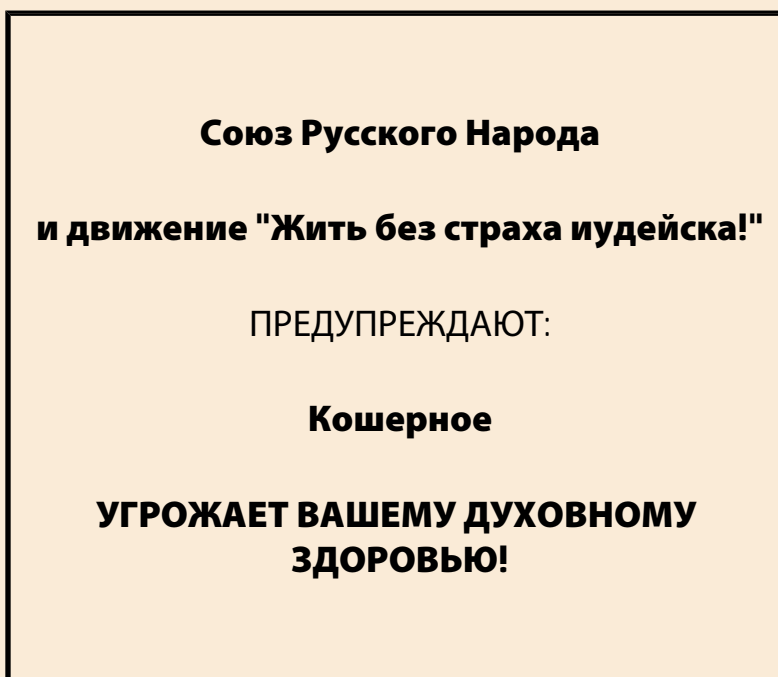 Союз Русского Народа
и движение "Жить без страха иудейска!"
ПРЕДУПРЕЖДАЮТ:
Кошерное
УГРОЖАЕТ ВАШЕМУ ДУХОВНОМУ
ЗДОРОВЬЮ!